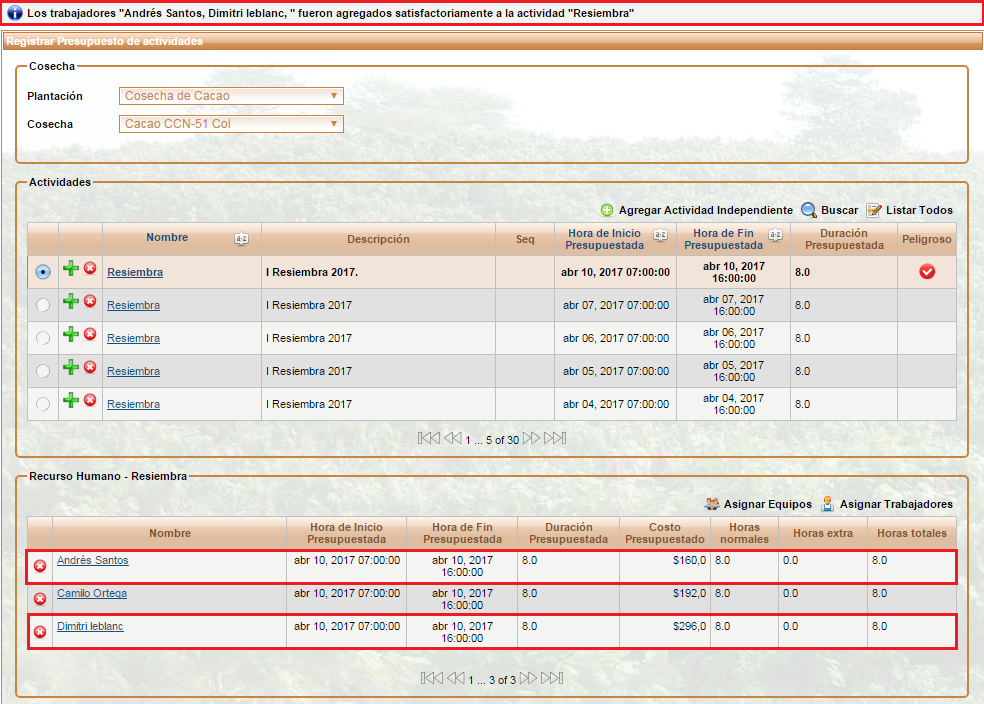 Los trabajadores "Andrés Santos, Dimitri leblanc, " fueron agregados satisfactoriamente a la actividad "Resiembra"
Registrar Presupuesto de actividades
Cosecha
Plantación Cosecha de Cacao
Cosecha Cacao CCN-51 Col
Actividades
Agregar Actividad Independiente Buscar Listar Todos
Nombre a-z Descripción Seq Hora de Inicio Presupuestada a-z Hora de Fin Presupuestada a-z Duración Presupuestada Peligroso
Resiembra I Resiembra 2017. abr 10, 2017 07:00:00 abr 10, 2017 16:00:00 8.0
Resiembra I Resiembra 2017 abr 07, 2017 07:00:00 abr 07, 2017 16:00:00 8.0
Resiembra I Resiembra 2017 abr 06, 2017 07:00:00 abr 06, 2017 16:00:00 8.0
Resiembra I Resiembra 2017 abr 05, 2017 07:00:00 abr 05, 2017 16:00:00 8.0
Resiembra I Resiembra 2017 abr 04, 2017 07:00:00 abr 04, 2017 16:00:00 8.0
1 ... 5 of 30
Recurso Humano - Resiembra
Asignar Equipos Asignar Trabajadores
Nombre Hora de Inicio Presupuestada Hora de Fin Presupuestada Duración Presupuestada Costo Presupuestado Horas normales Horas extra Horas totales
Andrés Santos abr 10, 2017 07:00:00 abr 10, 2017 16:00:00 8.0 $160,0 8.0 0.0 8.0
Camilo Ortega abr 10, 2017 07:00:00 abr 10, 2017 16:00:00 8.0 $192,0 8.0 0.0 8.0
Dimitri leblanc abr 10, 2017 07:00:00 abr 10, 2017 16:00:00 8.0 $296,0 8.0 0.0 8.0
1 ... 3 of 3